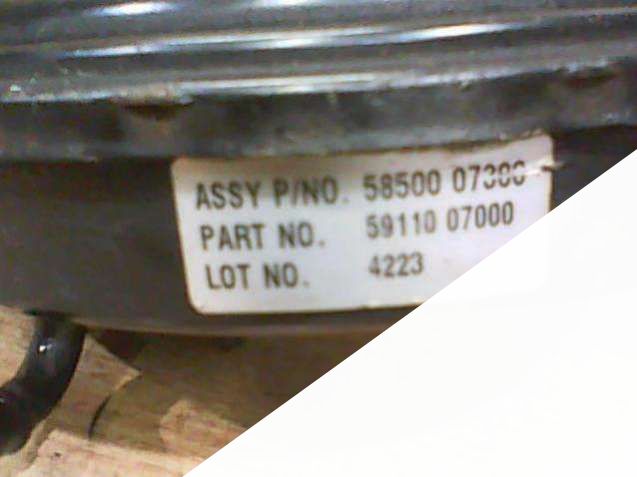 ASSY P/NO. 58500
PART NO. 59110 07000
LOT NO. 4223